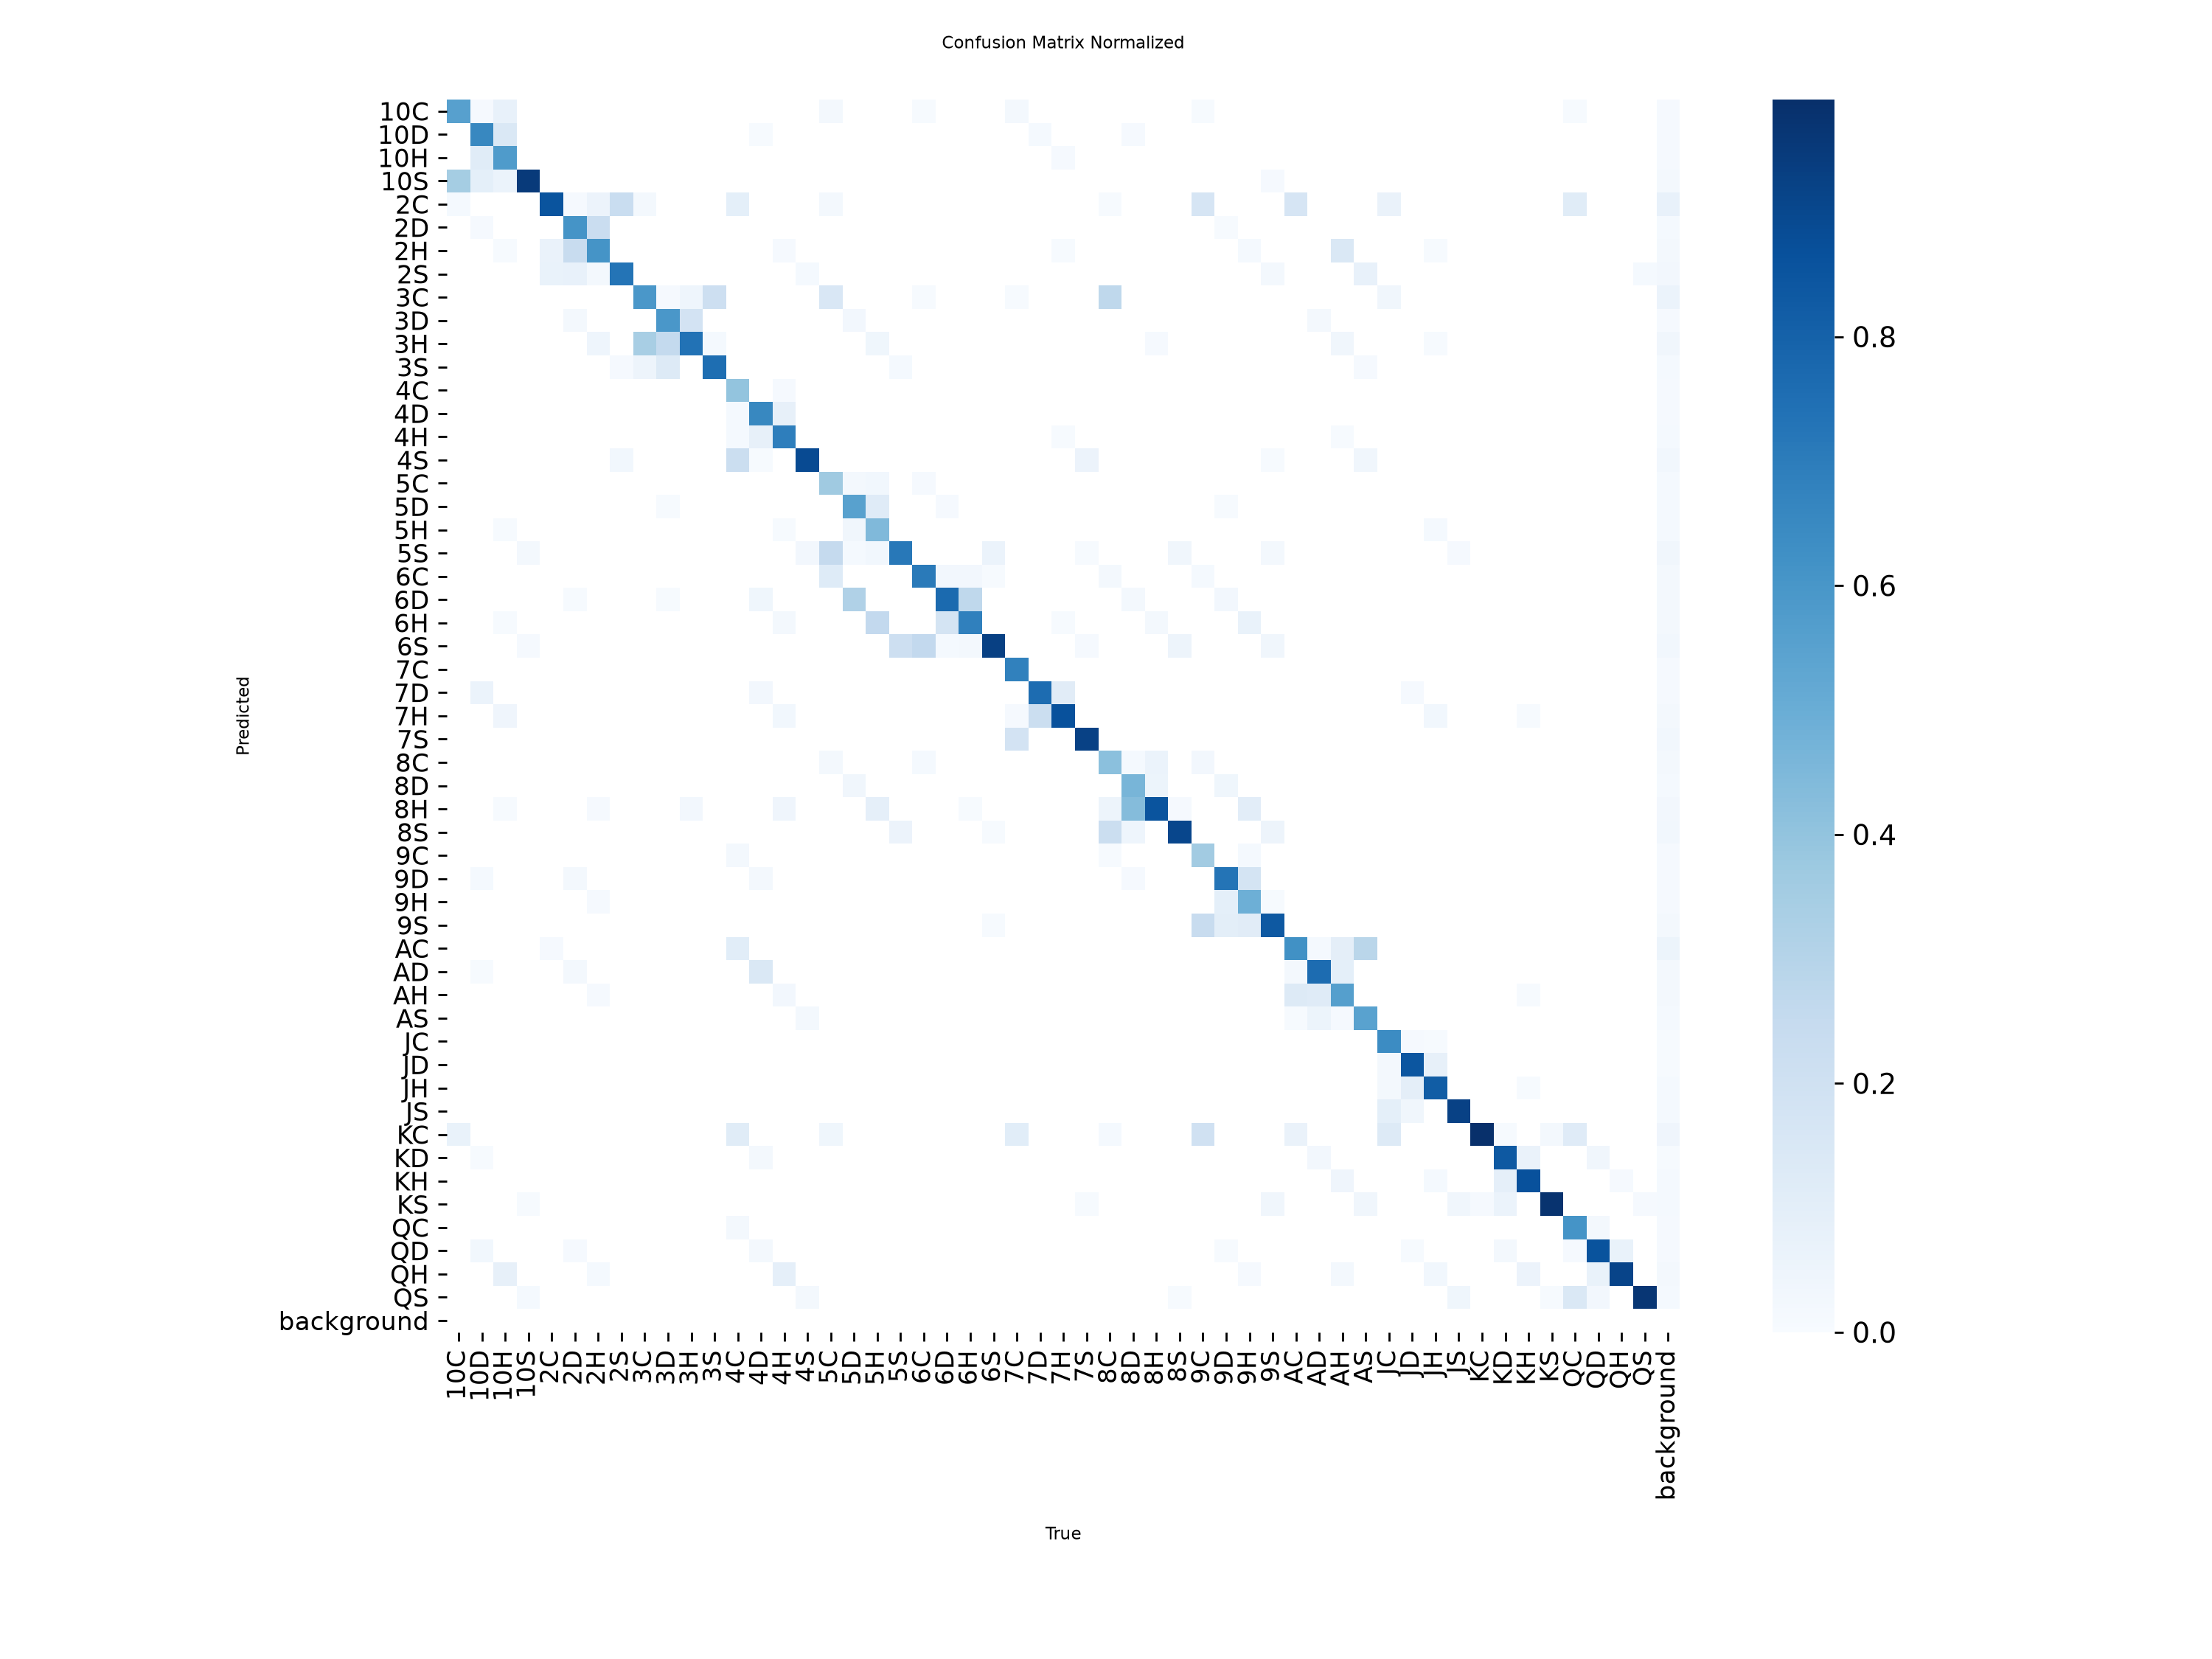 Confusion Matrix Normalized
10C
10D
10H
10S
2C
2D
2H
2S
3C
3D
3H
3S
4C
4D
4H
4S
5C
5D
5H
5S
6C
6D
6H
6S
7C
7D
7H
7S
8C
8D
8H
8S
9C
9D
9H
9S
AC
AD
AH
AS
JC
JD
JH
JS
KC
KD
KH
KS
QC
QD
QH
QS
background
Predicted
10C 10D 10H 10S 2C 2D 2H 2S 3C 3D 3H 3S 4C 4D 4H 4S 5C 5D 5H 5S 6C 6D 6H 6S 7C 7D 7H 7S 8C 8D 8H 8S 9C 9D 9H 9S AC AD AH AS JC JD JH JS KC KD KH KS QC QD QH QS background
True
0.8
0.6
0.4
0.2
0.0